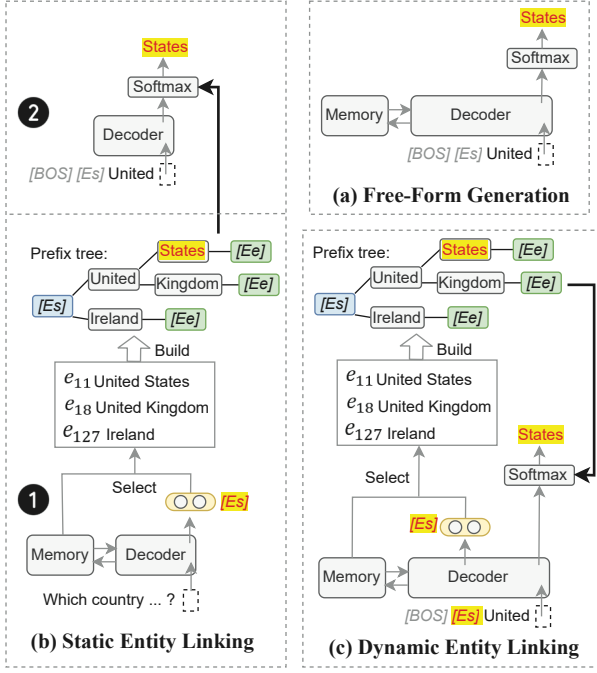 States
Softmax
2
Decoder
[BOS] [Es] United
Prefix tree:
States
[Ee]
United
[Es]
Kingdom
[Ee]
Ireland
[Ee]
Build
e11 United States
e18 United Kingdom
e127 Ireland
1
Select
[Es]
Memory
Decoder
Which country ... ?
(b) Static Entity Linking
States
Softmax
Memory
Decoder
[BOS] [Es] United
(a) Free-Form Generation
Prefix tree:
States
[Ee]
United
[Es]
Kingdom
[Ee]
Ireland
[Ee]
Build
e11 United States
e18 United Kingdom
e127 Ireland
States
Select
Softmax
[Es]
Memory
Decoder
[BOS] [Es] United
(c) Dynamic Entity Linking